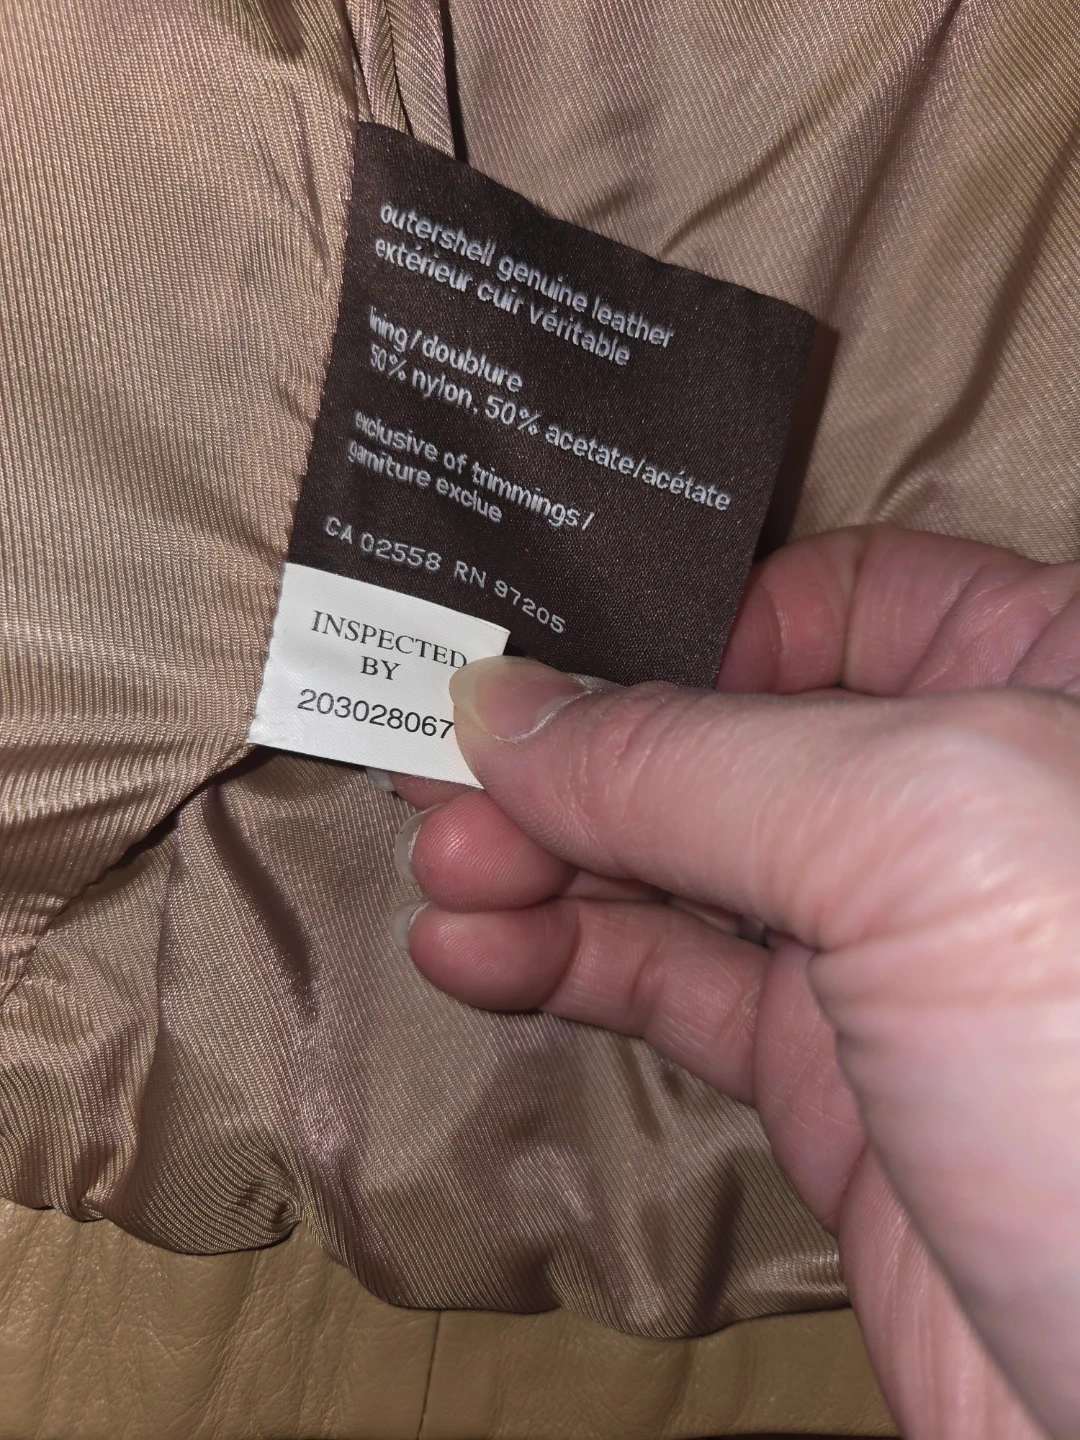 outershell genuine leather
extérieur cuir véritable
lining/doublure
50% nylon, 50% acetate/acétate
exclusive of trimmings/
garniture exclue
CA 02558 RN 97205
INSPECTED
BY
203028067